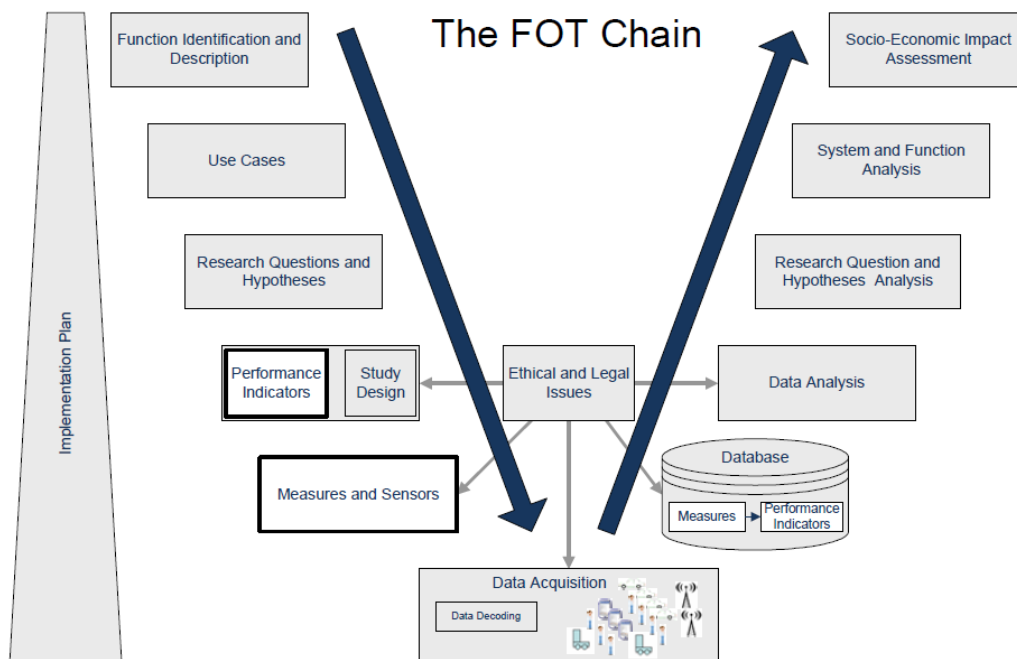 The FOT Chain
Function Identification and
Description
Socio-Economic Impact
Assessment
Use Cases
System and Function
Analysis
Research Questions and
Hypotheses
Research Question and
Hypotheses Analysis
Implementation Plan
Performance
Indicators
Study
Design
Ethical and Legal
Issues
Data Analysis
Measures and Sensors
Database
Measures
Performance
Indicators
Data Acquisition
Data Decoding